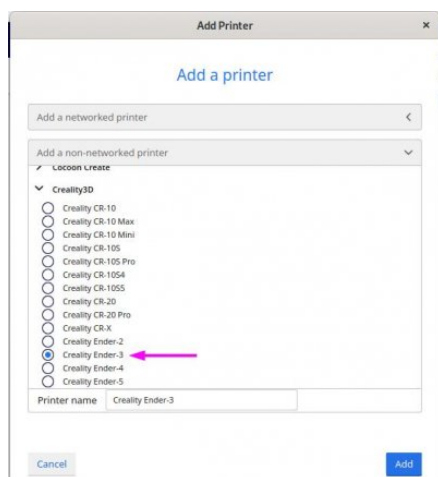 Add Printer
Add a printer
Add a networked printer
Add a non-networked printer
Cocoon Create
Creality3D
Creality CR-10
Creality CR-10 Max
Creality CR-10 Mini
Creality CR-10S
Creality CR-10S Pro
Creality CR-10S4
Creality CR-10S5
Creality CR-20
Creality CR-20 Pro
Creality CR-X
Creality Ender-2
Creality Ender-3
Creality Ender-4
Creality Ender-5
Printer name Creality Ender-3
Cancel Add